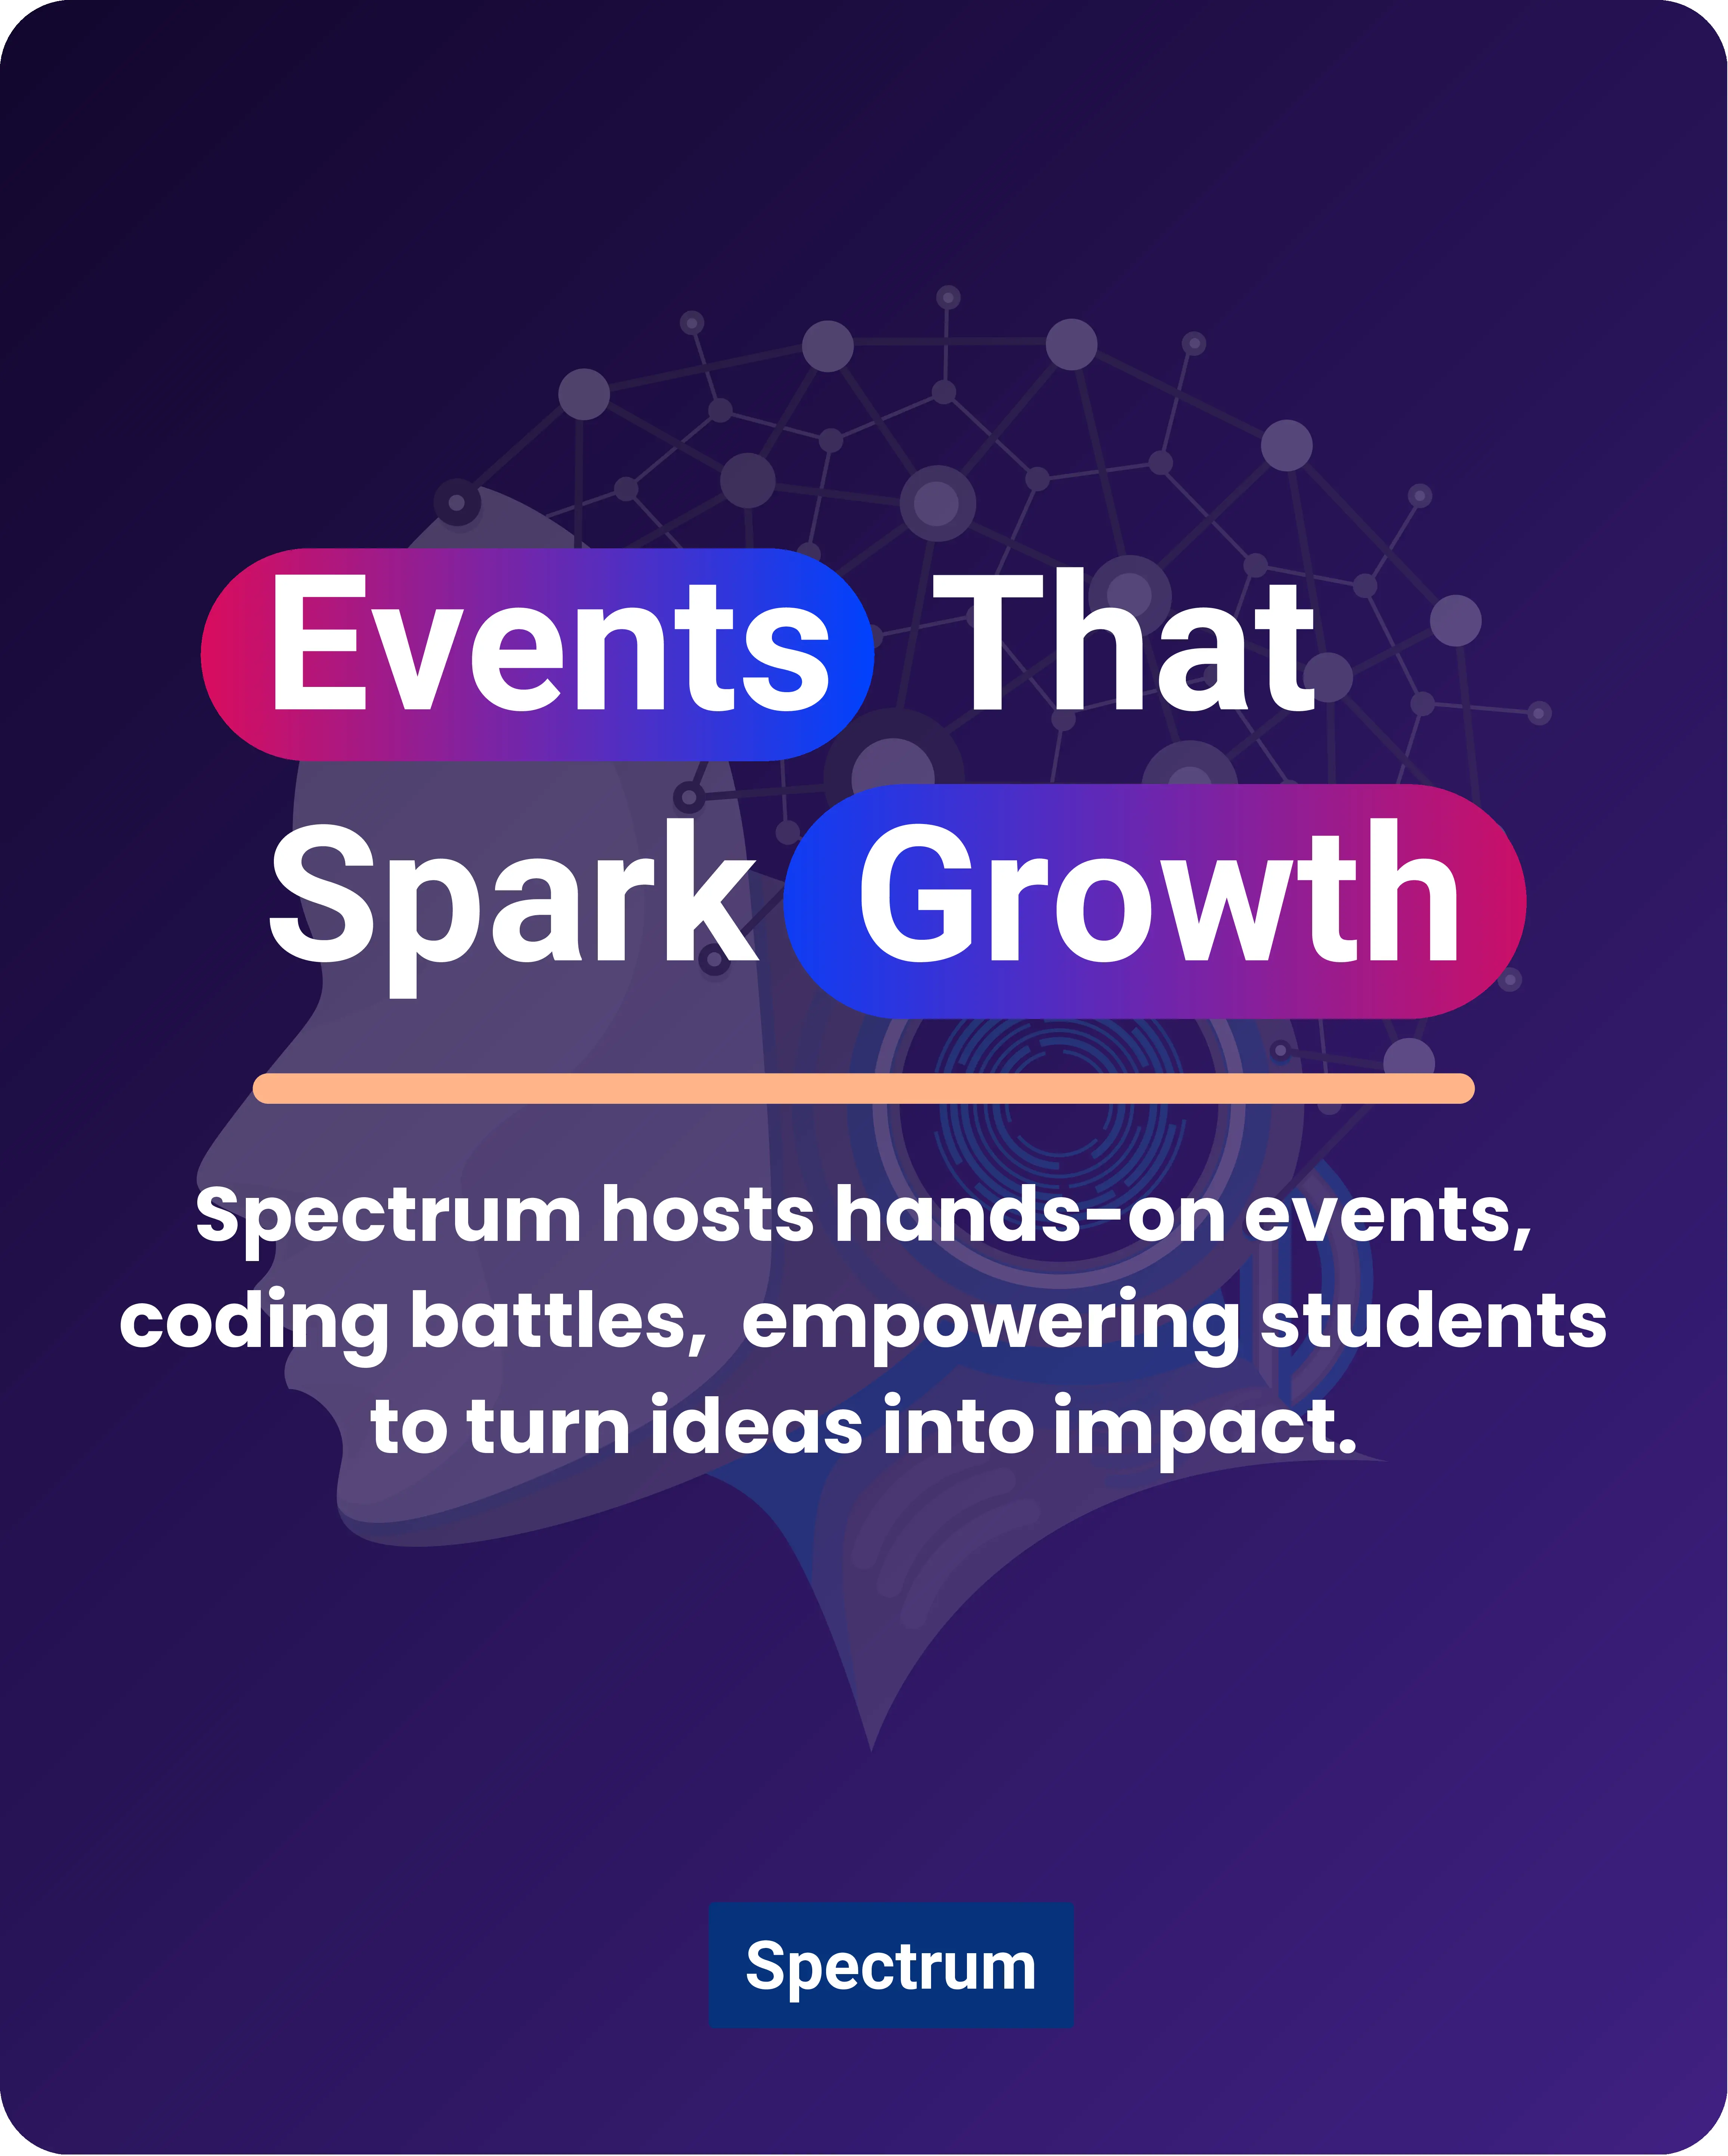 Events That
Spark Growth
Spectrum hosts hands-on events,
coding battles, empowering students
to turn ideas into impact.
Spectrum